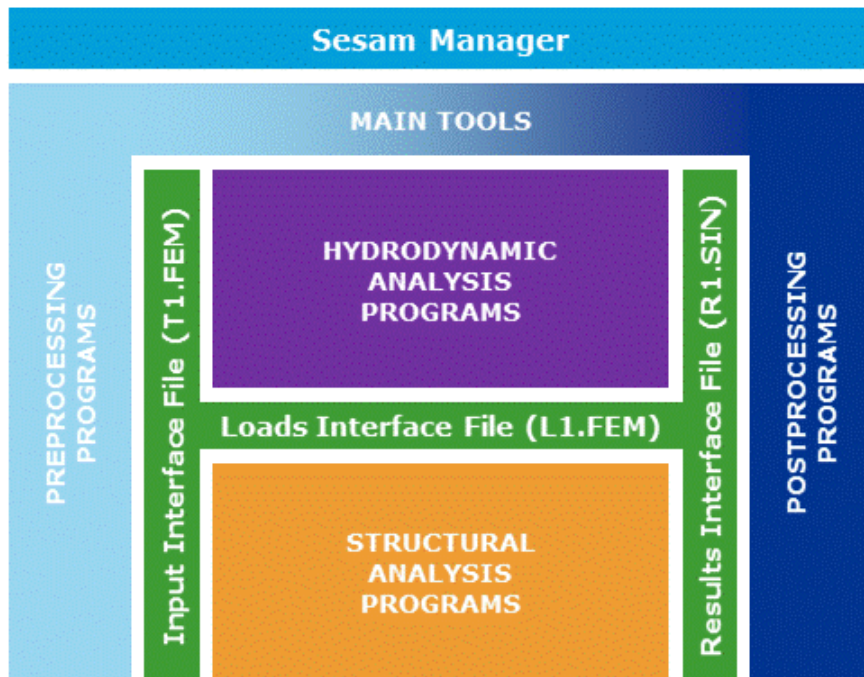 Sesam Manager
MAIN TOOLS
PREPROCESSING
PROGRAMS
Input Interface File (T1.FEM)
HYDRODYNAMIC
ANALYSIS
PROGRAMS
Loads Interface File (L1.FEM)
STRUCTURAL
ANALYSIS
PROGRAMS
Results Interface File (R1.SIN)
POSTPROCESSING
PROGRAMS